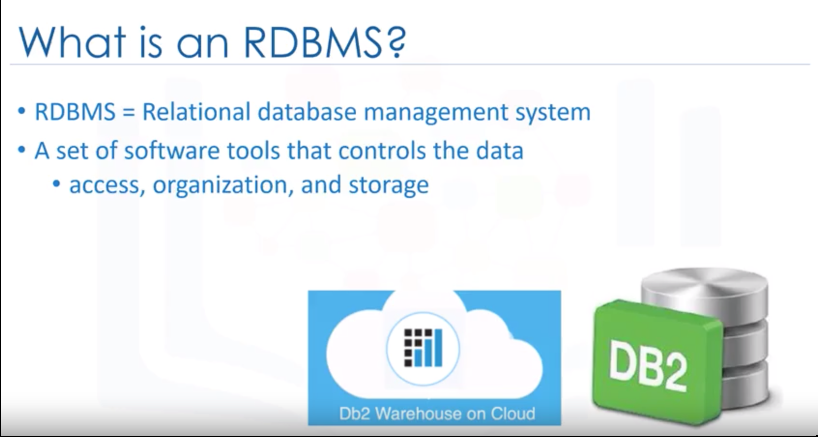 What is an RDBMS?
• RDBMS = Relational database management system
• A set of software tools that controls the data
• access, organization, and storage
Db2 Warehouse on Cloud
DB2